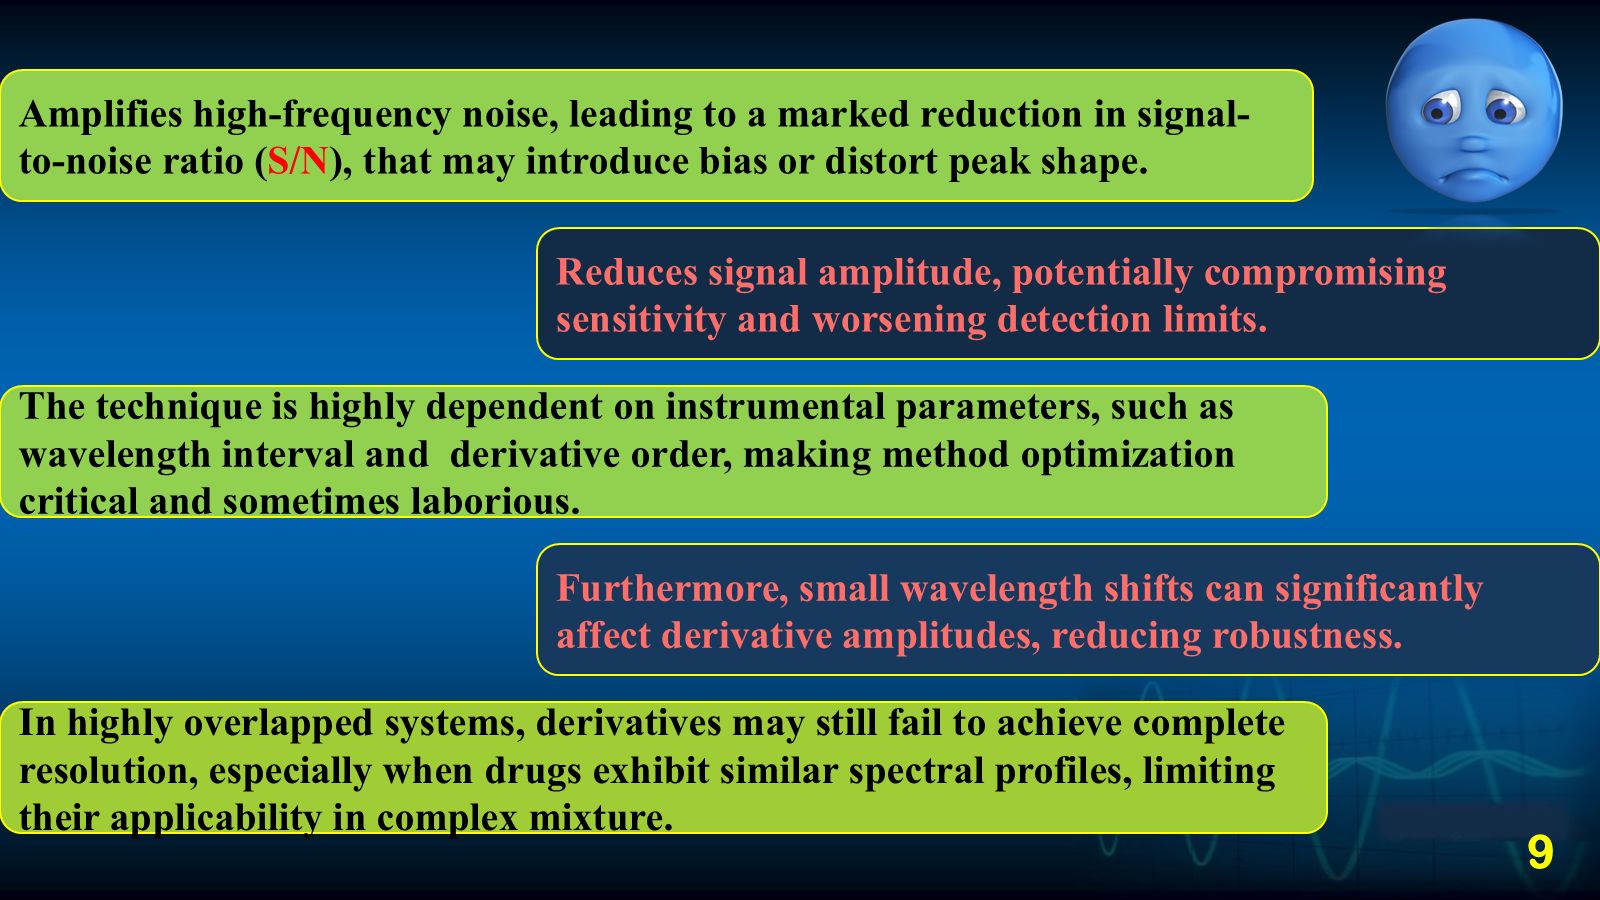 Amplifies high-frequency noise, leading to a marked reduction in signal-
to-noise ratio (S/N), that may introduce bias or distort peak shape.
Reduces signal amplitude, potentially compromising
sensitivity and worsening detection limits.
The technique is highly dependent on instrumental parameters, such as
wavelength interval and  derivative order, making method optimization
critical and sometimes laborious.
Furthermore, small wavelength shifts can significantly
affect derivative amplitudes, reducing robustness.
In highly overlapped systems, derivatives may still fail to achieve complete
resolution, especially when drugs exhibit similar spectral profiles, limiting
their applicability in complex mixture.
9